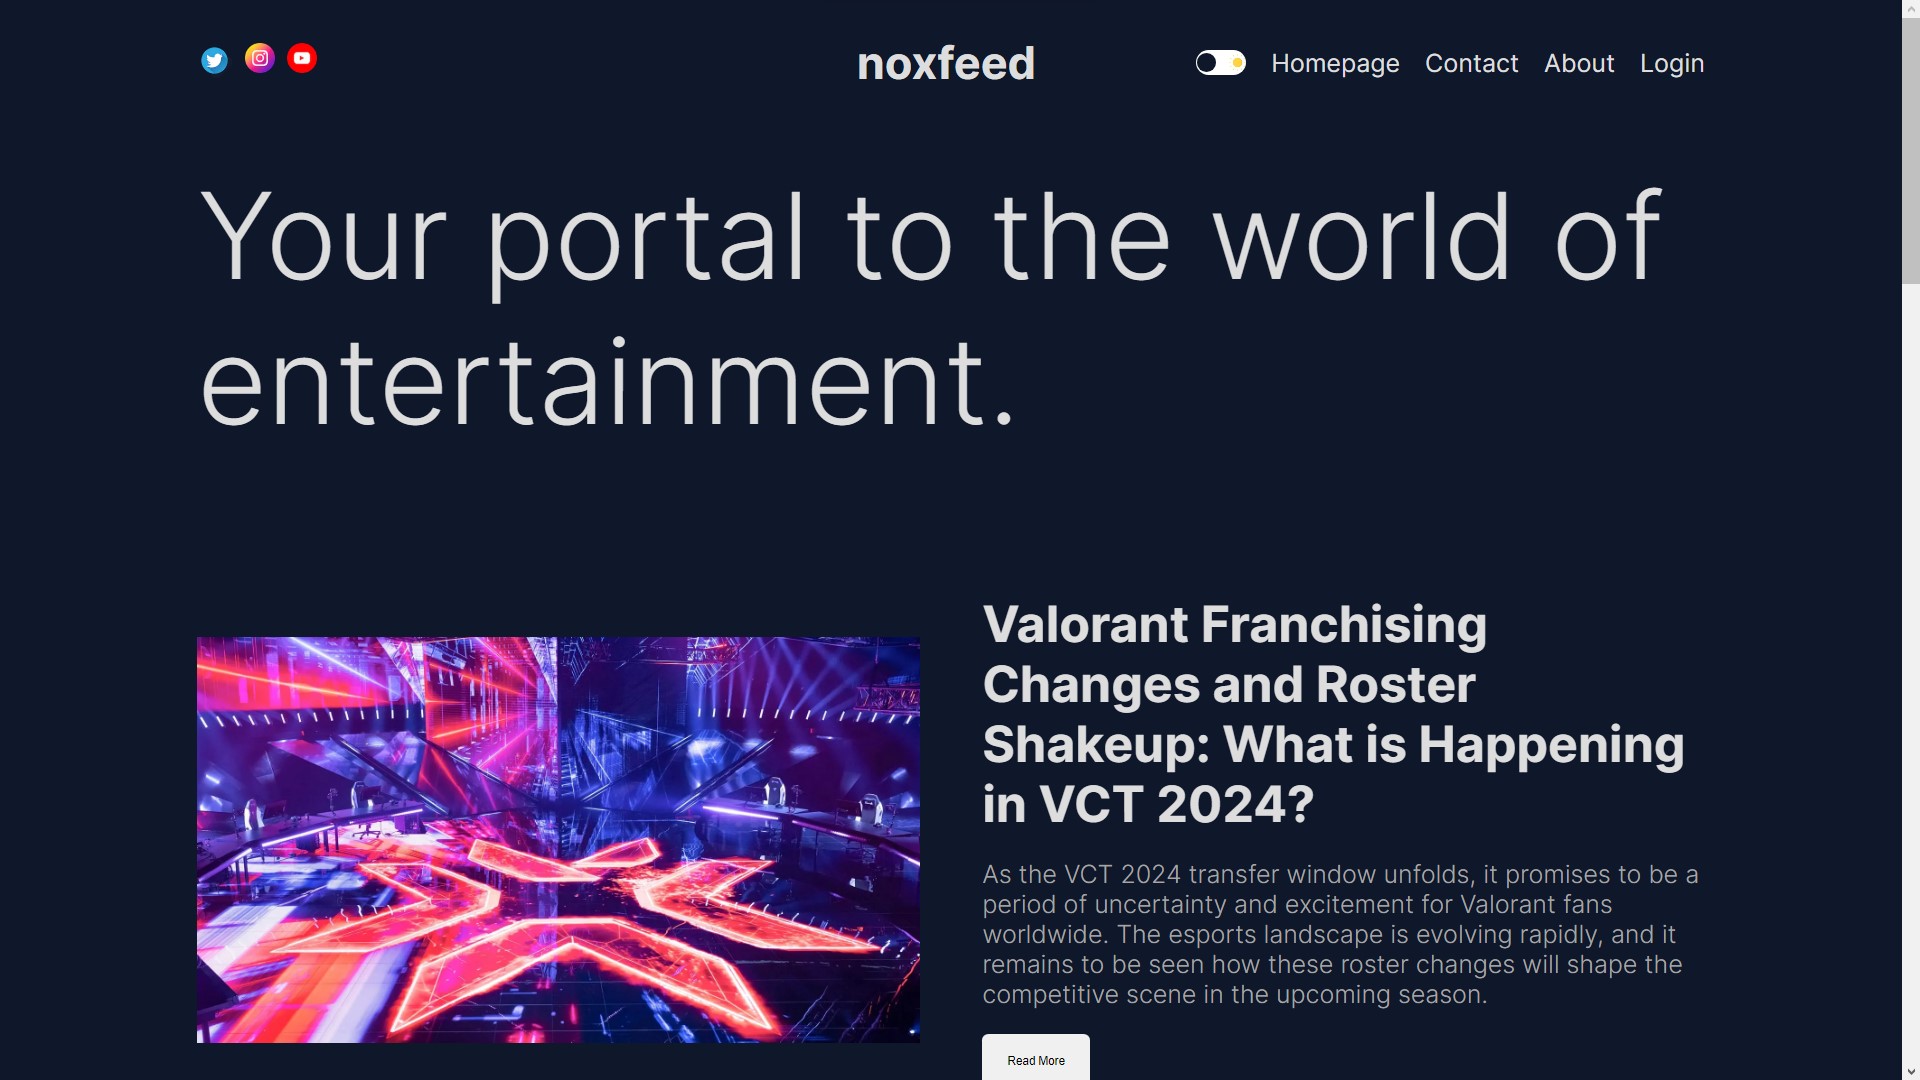 noxfeed
Homepage
Contact
About
Login
Your portal to the world of
entertainment.
Valorant Franchising
Changes and Roster
Shakeup: What is Happening
in VCT 2024?
As the VCT 2024 transfer window unfolds, it promises to be a
period of uncertainty and excitement for Valorant fans
worldwide. The esports landscape is evolving rapidly, and it
remains to be seen how these roster changes will shape the
competitive scene in the upcoming season.
Read More